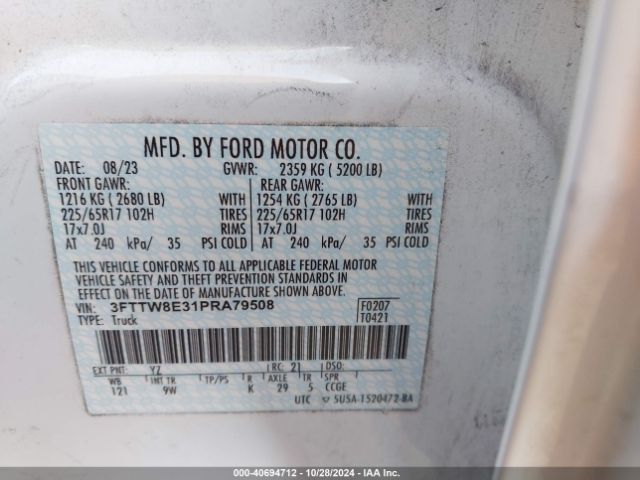 MFD. BY FORD MOTOR CO.
DATE: 08/23 GVWR: 2359 KG ( 5200 LB)
FRONT GAWR: REAR GAWR:
1216 KG ( 2680 LB) WITH 1254 KG ( 2765 LB) WITH
225/65R17 102H TIRES 225/65R17 102H TIRES
17x7.0J RIMS 17x7.0J RIMS
AT 240 kPa/ 35 PSI COLD AT 240 kPa/ 35 PSI COLD
THIS VEHICLE CONFORMS TO ALL APPLICABLE FEDERAL MOTOR
VEHICLE SAFETY AND THEFT PREVENTION STANDARDS IN
EFFECT ON THE DATE OF MANUFACTURE SHOWN ABOVE.
VIN: 3FTTW8E31PRA79508 F0207
TYPE: Truck T0421
EXT PNT: YZ RC: 21 DSO:
WB INT TR TP/PS R AXLE TR SPR
121 9W K 29 5 CCGE
UTC 5U5A-1520472-BA
000-40694712 - 10/28/2024 - IAAI.COM